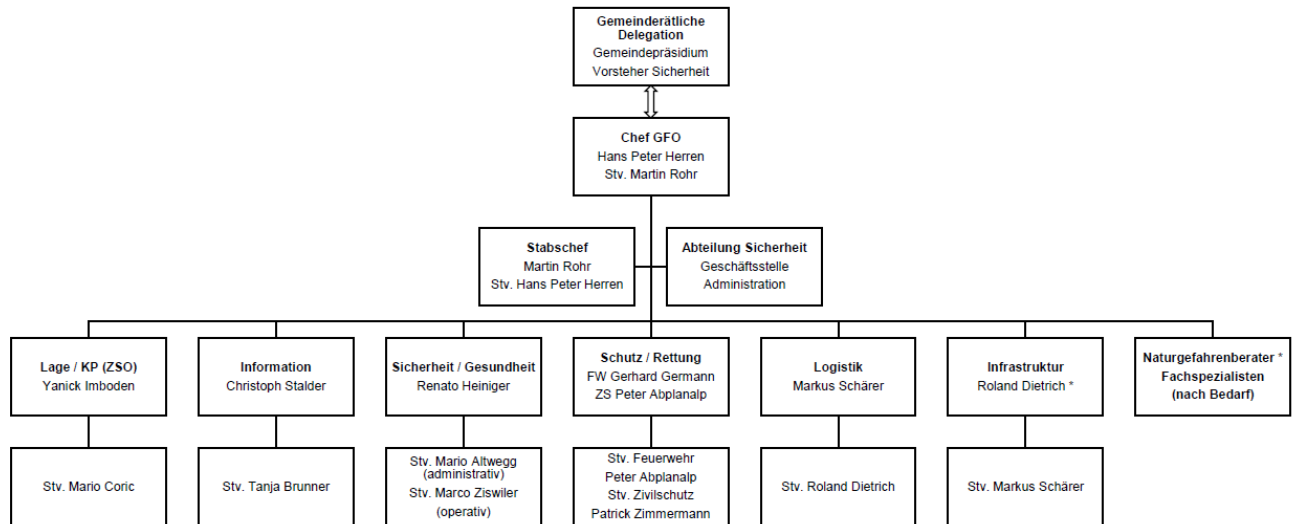 Gemeinderätliche
Delegation
Gemeindepräsidium
Vorsteher Sicherheit
Chef GFO
Hans Peter Herren
Stv. Martin Rohr
Stabschef
Martin Rohr
Stv. Hans Peter Herren
Abteilung Sicherheit
Geschäftsstelle
Administration
Lage / KP (ZSO)
Yanick Imboden
Information
Christoph Stalder
Sicherheit / Gesundheit
Renato Heiniger
Schutz / Rettung
FW Gerhard Germann
ZS Peter Abplanalp
Logistik
Markus Schärer
Infrastruktur
Roland Dietrich *
Naturgefahrenberater *
Fachspezialisten
(nach Bedarf)
Stv. Mario Coric
Stv. Tanja Brunner
Stv. Mario Altwegg
(administrativ)
Stv. Marco Ziswiler
(operativ)
Stv. Feuerwehr
Peter Abplanalp
Stv. Zivilschutz
Patrick Zimmermann
Stv. Roland Dietrich
Stv. Markus Schärer